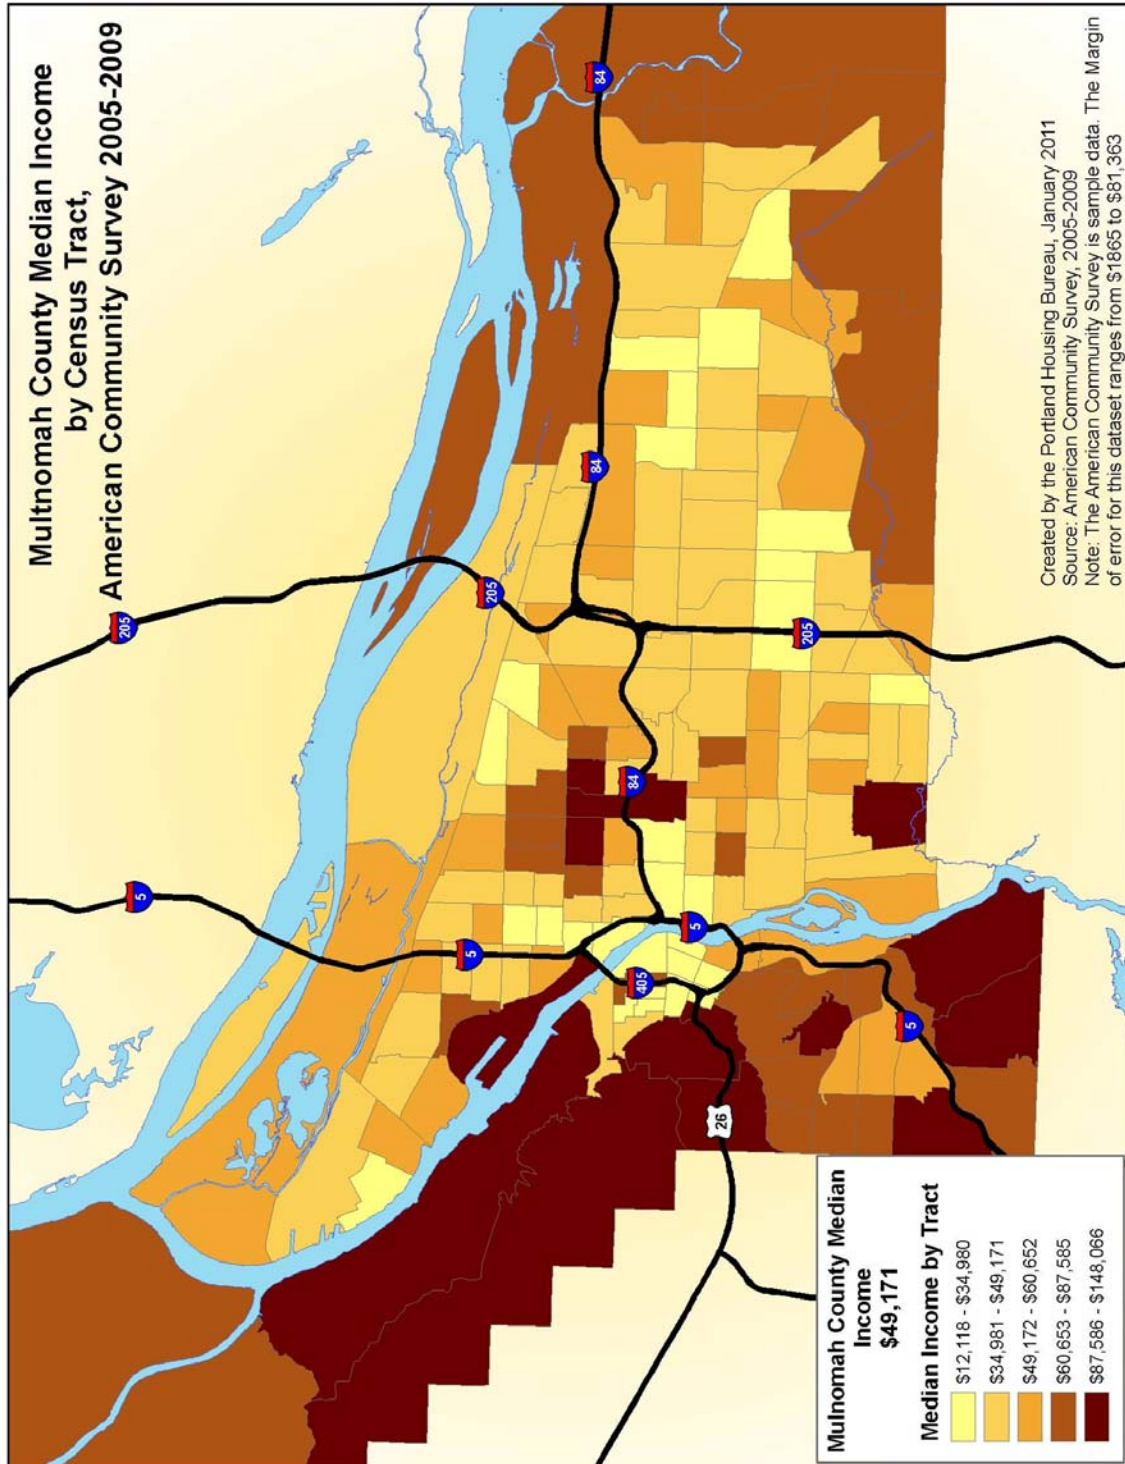 Multnomah County Median Income
by Census Tract,
American Community Survey 2005-2009
205
5
205
84
84
84
5
5
205
405
5
26
Mulnomah County Median
Income
$49,171
Median Income by Tract
$12,118 - $34,980
$34,981 - $49,171
$49,172 - $60,652
$60,653 - $87,585
$87,586 - $148,066
Created by the Portland Housing Bureau, January 2011
Source: American Community Survey, 2005-2009
Note: The American Community Survey is sample data. The Margin
of error for this dataset ranges from $1865 to $81,363